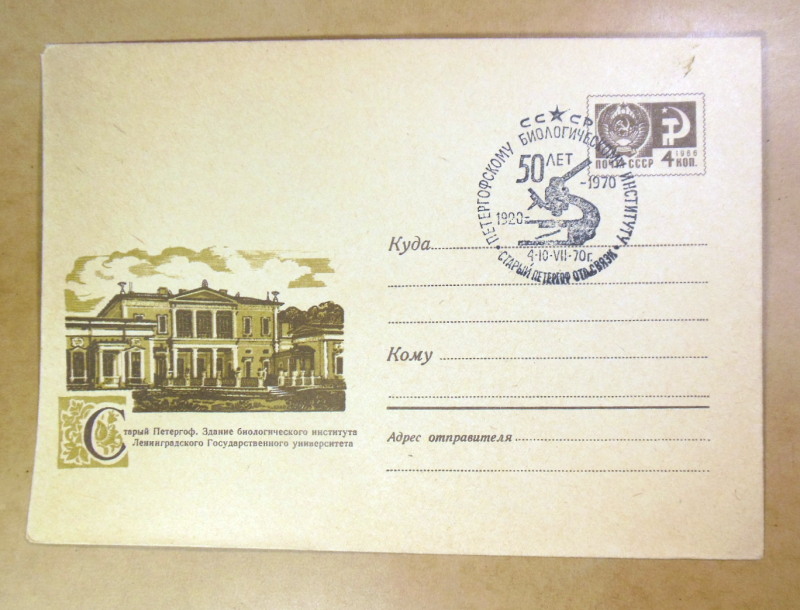 СССР
ПЕТЕРГОФСКОМУ БИОЛОГИЧЕСКОМУ ИНСТИТУТУ
50 ЛЕТ
1920-
-1970
4-10-VII-70г.
СТАРЫЙ ПЕТЕРГОФ ОТД.СВЯЗИ
ПОЧТА СССР
1966
4 КОП.
Куда
Кому
Адрес отправителя
Старый Петергоф. Здание биологического института
Ленинградского Государственного университета